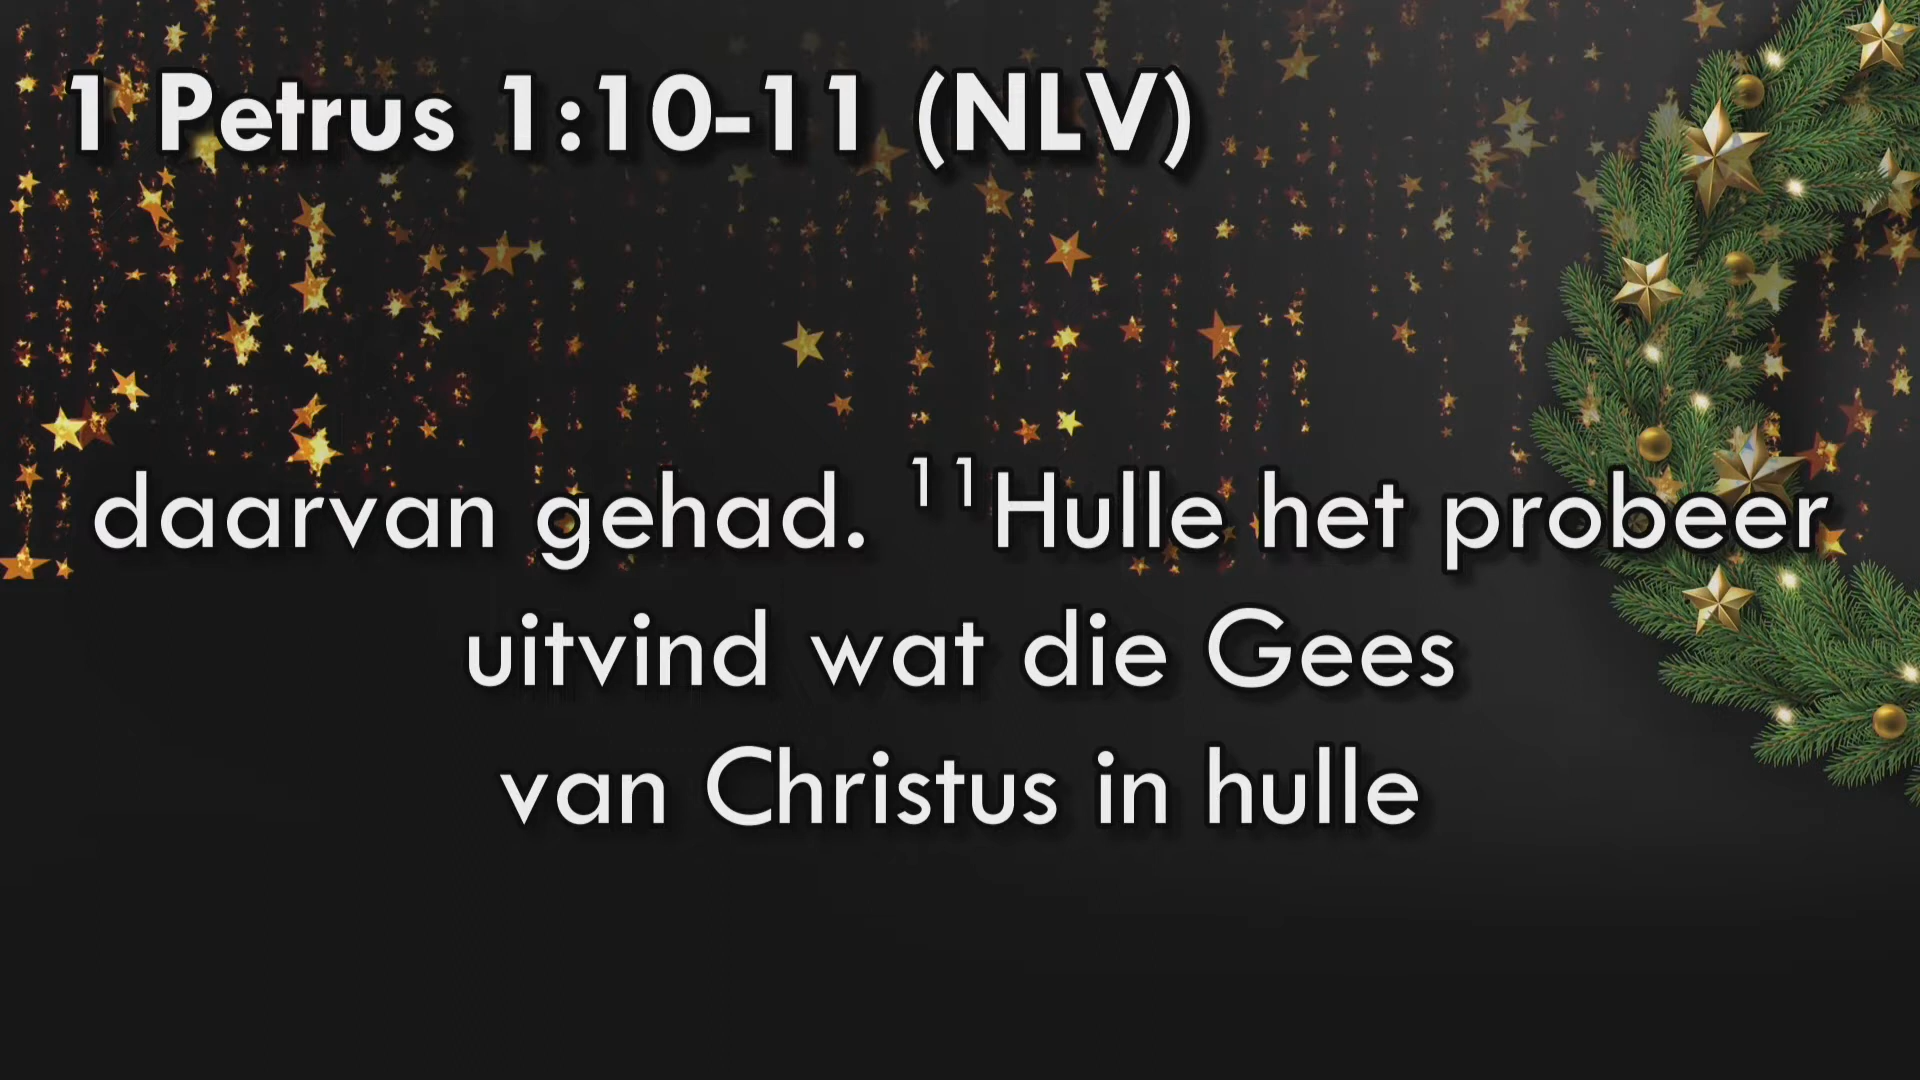 1 Petrus 1:10-11 (NLV)
daarvan gehad. ¹¹Hulle het probeer
uitvind wat die Gees
van Christus in hulle